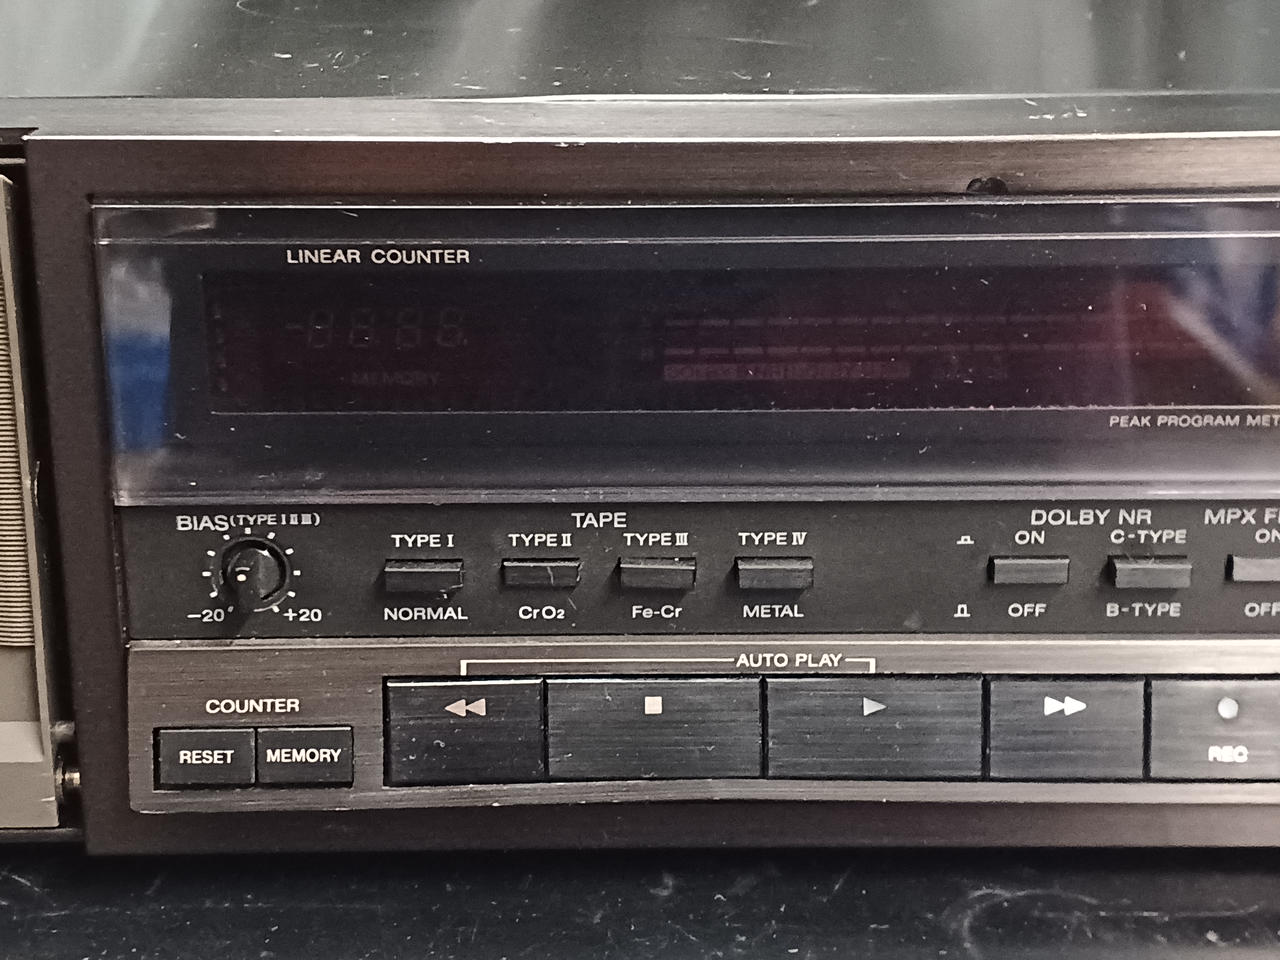 LINEAR COUNTER
MEMORY
PEAK PROGRAM
BIAS (TYPE I II III)
TAPE
DOLBY NR
MPX
TYPE I
TYPE II
TYPE III
TYPE IV
ON
C-TYPE
ON
-20
+20
NORMAL
CrO2
Fe-Cr
METAL
OFF
B-TYPE
OFF
AUTO PLAY
COUNTER
RESET
MEMORY
REC